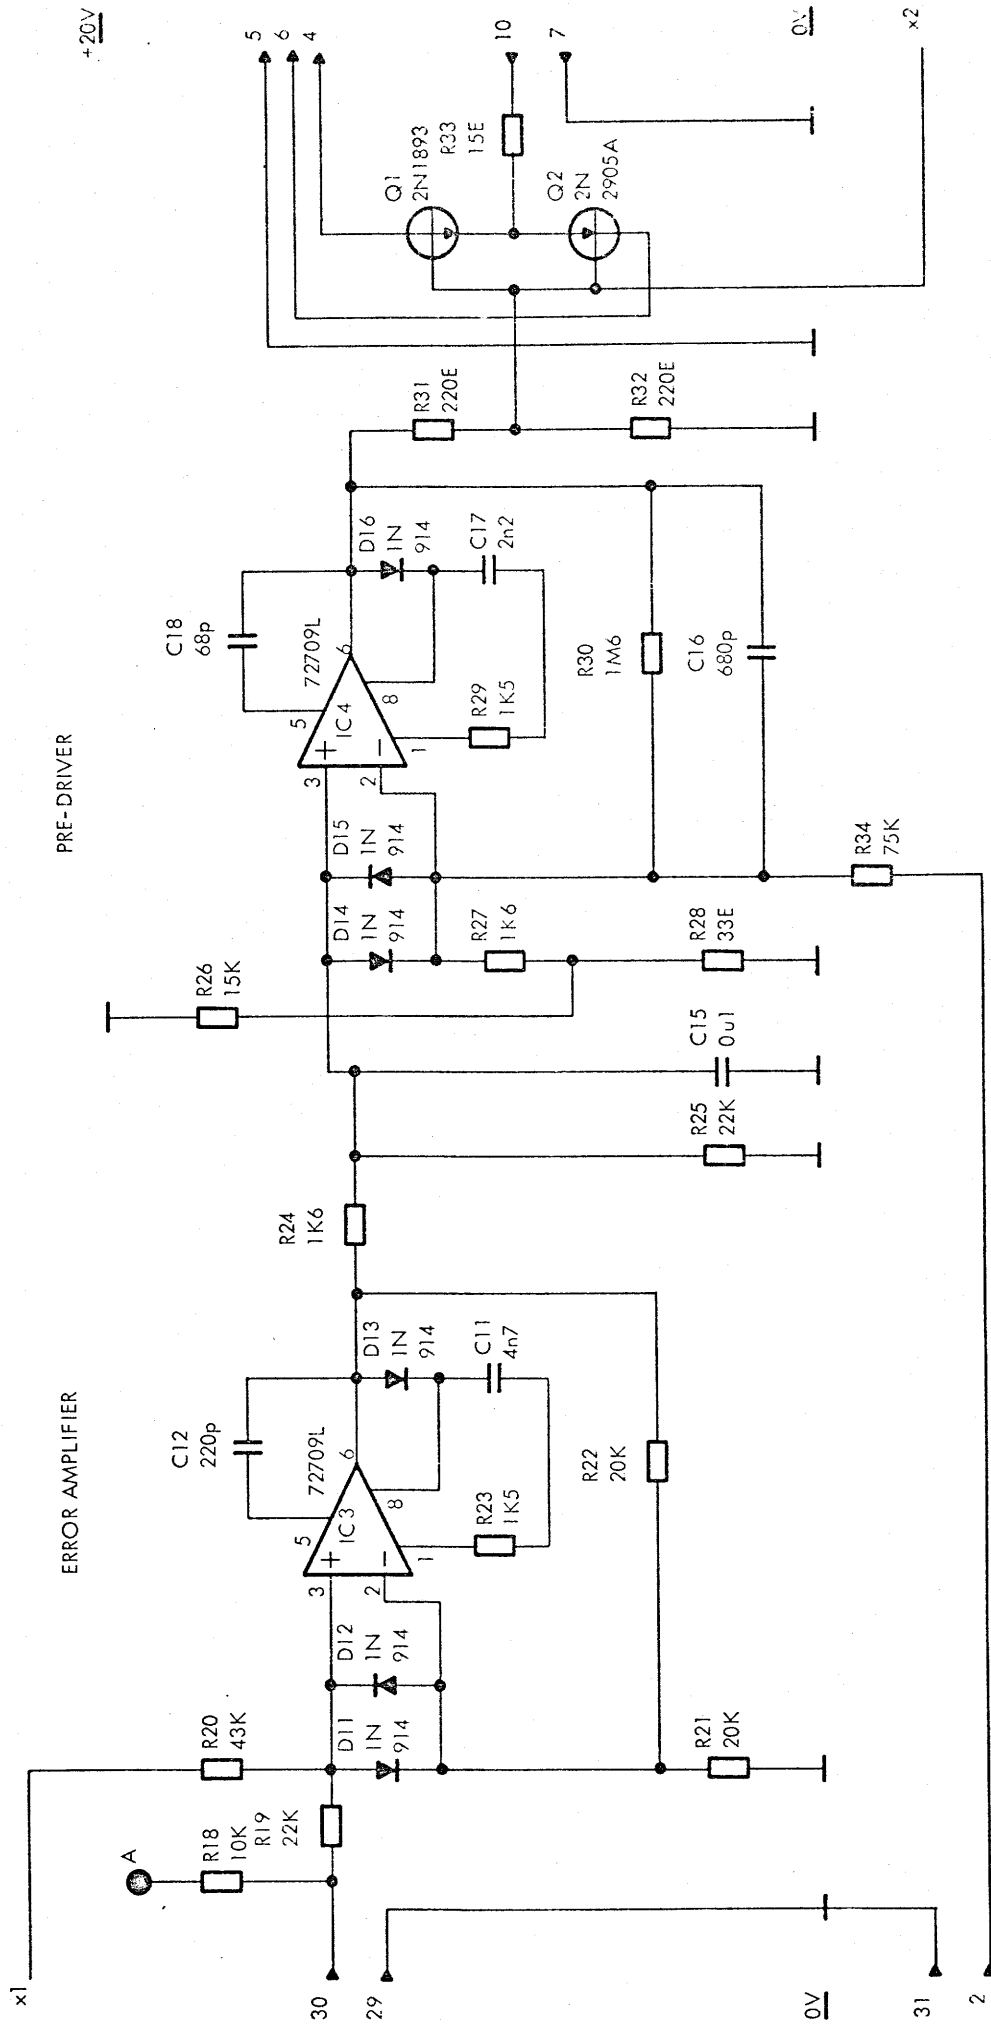 +20V
5
6
4
10
7
0V
x2
Q1
2N1893
R33
15E
Q2
2N
2905A
R31
220E
R32
220E
PRE-DRIVER
C18
68p
72709L
6
D16
1N
914
C17
2n2
5
IC4
8
+
−
3
2
1
R29
1K5
R30
1M6
C16
680p
D15
1N
914
D14
1N
914
R27
1K6
R28
33E
R34
75K
R26
15K
C15
0u1
R25
22K
R24
1K6
ERROR AMPLIFIER
C12
220p
72709L
6
D13
1N
914
C11
4n7
5
IC3
8
+
−
3
2
1
R23
1K5
R22
20K
D12
1N
914
D11
1N
914
R20
43K
R21
20K
A
R18
10K
R19
22K
x1
30
29
0V
31
2